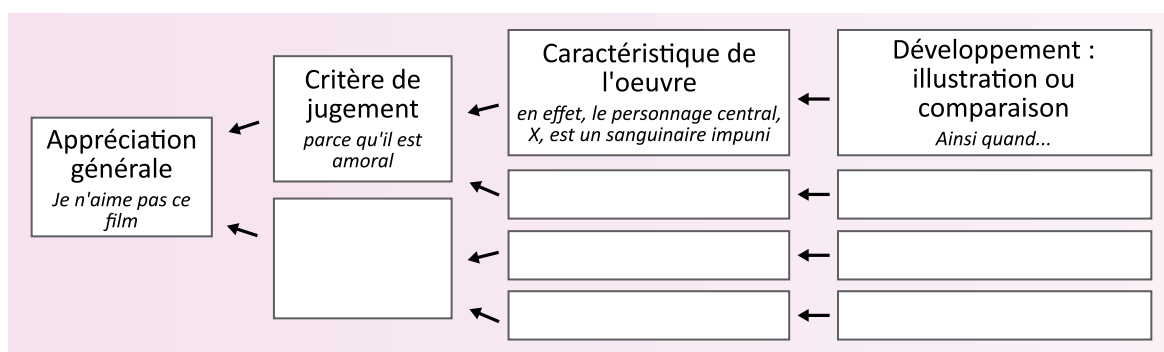 Appréciation
générale
Je n'aime pas ce
film
Critère de
jugement
parce qu'il est
amoral
Caractéristique de
l'oeuvre
en effet, le personnage central,
X, est un sanguinaire impuni
Développement :
illustration ou
comparaison
Ainsi quand...